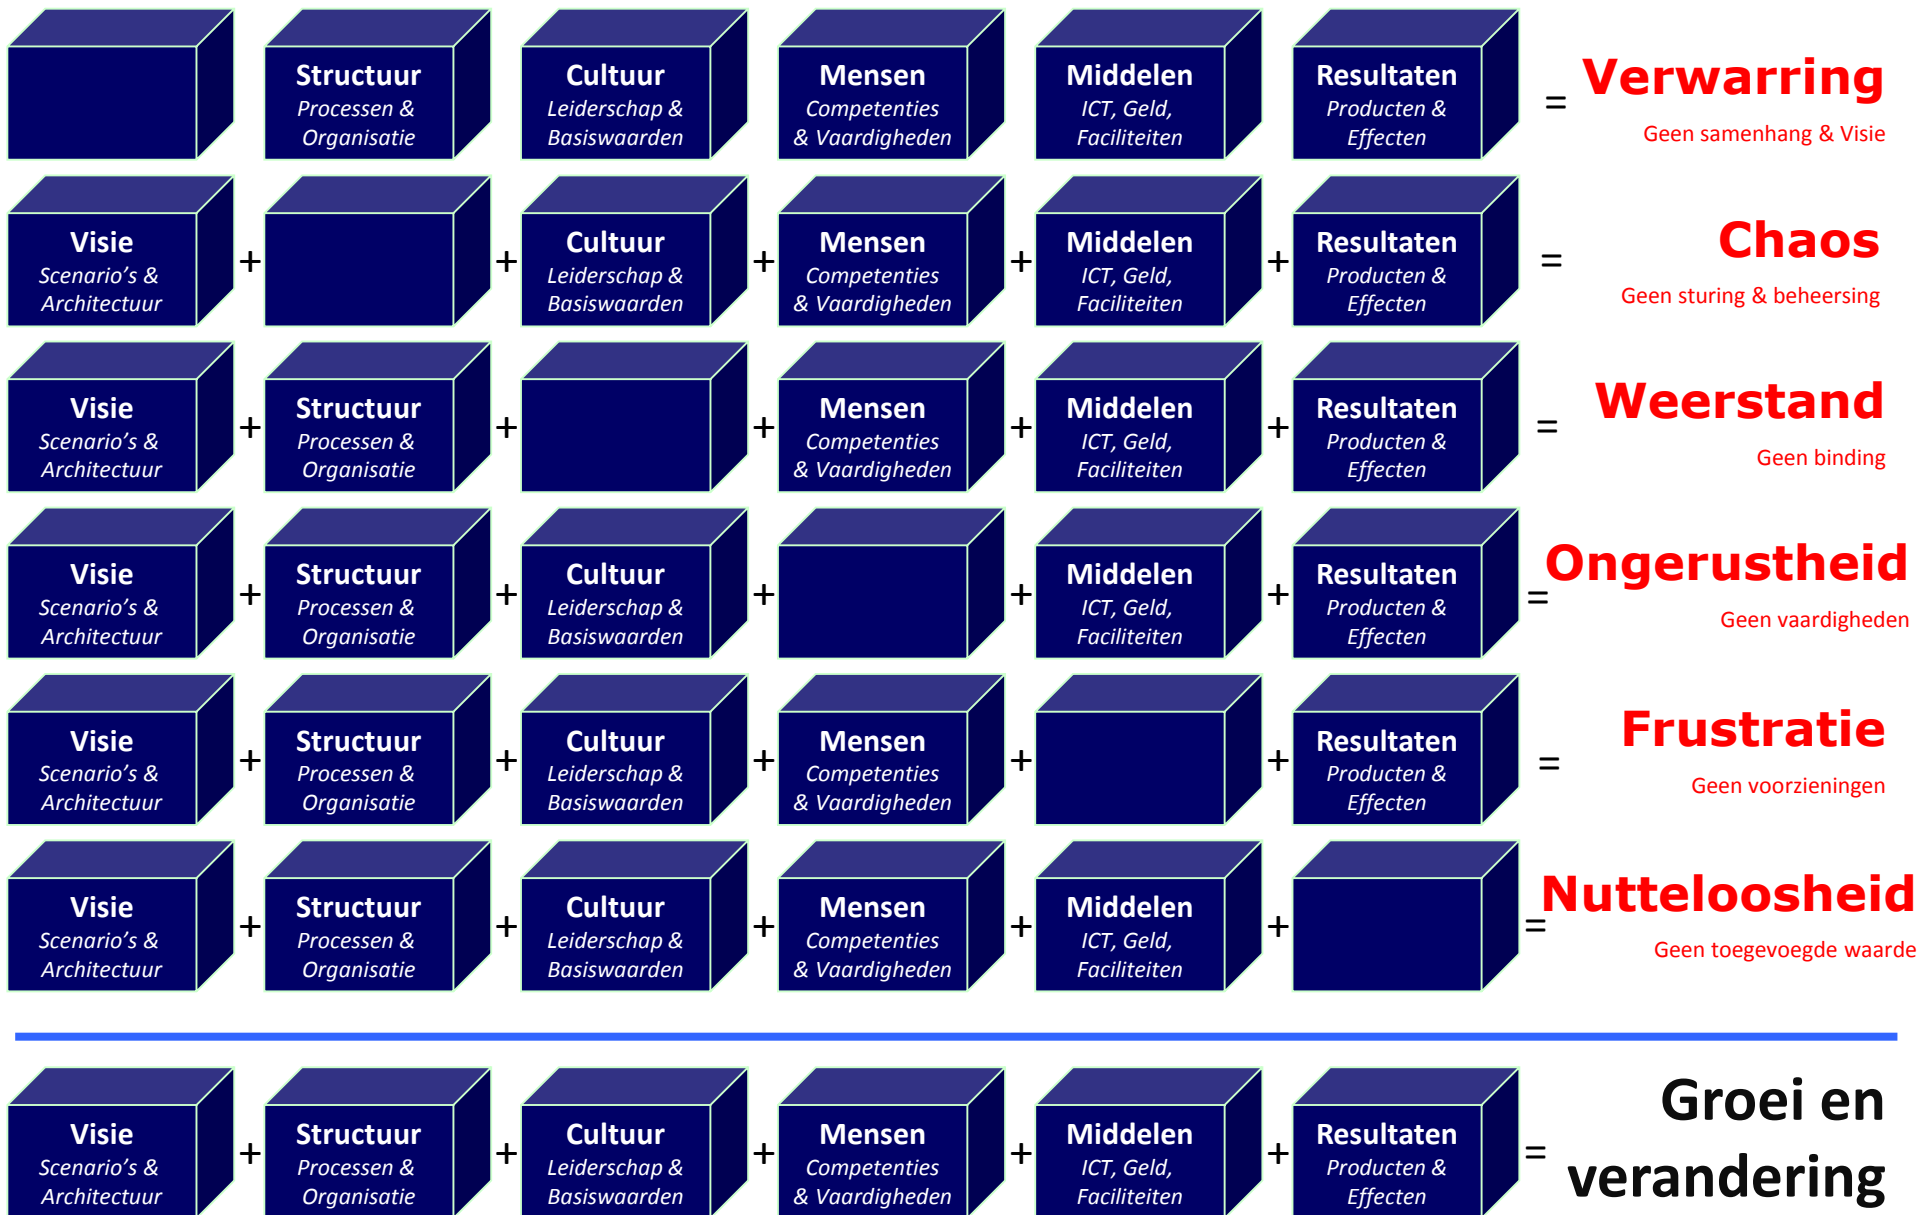 Structuur
Processen &
Organisatie
Cultuur
Leiderschap &
Basiswaarden
Mensen
Competenties
& Vaardigheden
Middelen
ICT, Geld,
Faciliteiten
Resultaten
Producten &
Effecten
=
Verwarring
Geen samenhang & Visie
Visie
Scenario’s &
Architectuur
+
+
Cultuur
Leiderschap &
Basiswaarden
+
Mensen
Competenties
& Vaardigheden
+
Middelen
ICT, Geld,
Faciliteiten
+
Resultaten
Producten &
Effecten
=
Chaos
Geen sturing & beheersing
Visie
Scenario’s &
Architectuur
+
Structuur
Processen &
Organisatie
+
+
Mensen
Competenties
& Vaardigheden
+
Middelen
ICT, Geld,
Faciliteiten
+
Resultaten
Producten &
Effecten
=
Weerstand
Geen binding
Visie
Scenario’s &
Architectuur
+
Structuur
Processen &
Organisatie
+
Cultuur
Leiderschap &
Basiswaarden
+
+
Middelen
ICT, Geld,
Faciliteiten
+
Resultaten
Producten &
Effecten
=
Ongerustheid
Geen vaardigheden
Visie
Scenario’s &
Architectuur
+
Structuur
Processen &
Organisatie
+
Cultuur
Leiderschap &
Basiswaarden
+
Mensen
Competenties
& Vaardigheden
+
+
Resultaten
Producten &
Effecten
=
Frustratie
Geen voorzieningen
Visie
Scenario’s &
Architectuur
+
Structuur
Processen &
Organisatie
+
Cultuur
Leiderschap &
Basiswaarden
+
Mensen
Competenties
& Vaardigheden
+
Middelen
ICT, Geld,
Faciliteiten
+
=
Nutteloosheid
Geen toegevoegde waarde
Visie
Scenario’s &
Architectuur
+
Structuur
Processen &
Organisatie
+
Cultuur
Leiderschap &
Basiswaarden
+
Mensen
Competenties
& Vaardigheden
+
Middelen
ICT, Geld,
Faciliteiten
+
Resultaten
Producten &
Effecten
=
Groei en
verandering